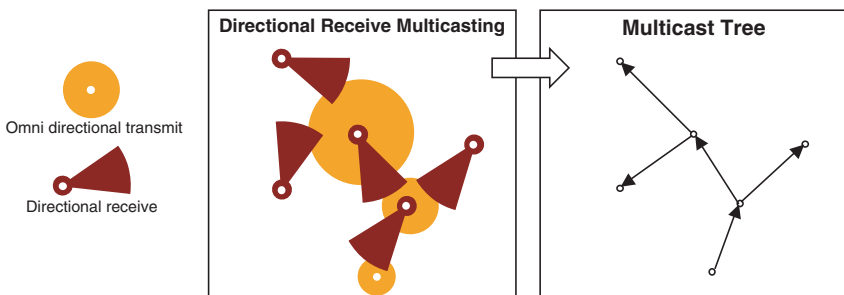 Directional Receive Multicasting
Multicast Tree
Omni directional transmit
Directional receive